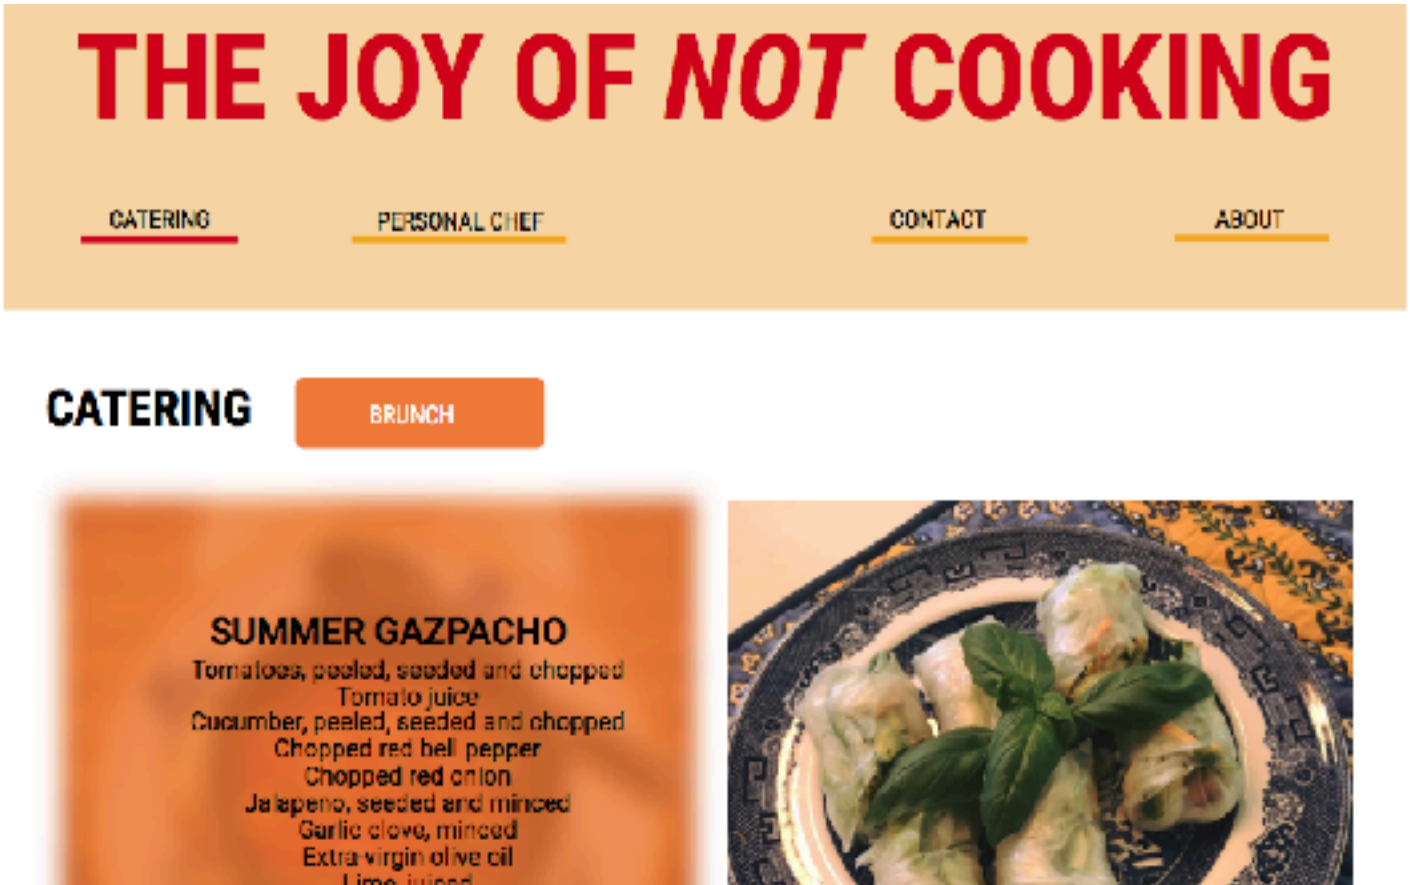 THE JOY OF NOT COOKING
CATERING
PERSONAL CHEF
CONTACT
ABOUT
CATERING
BRUNCH
SUMMER GAZPACHO
Tomatoes, peeled, seeded and chopped
Tomato juice
Cucumber, peeled, seeded and chopped
Chopped red bell pepper
Chopped red onion
Jalapeno, seeded and minced
Garlic clove, minced
Extra-virgin olive oil
Lime, juiced